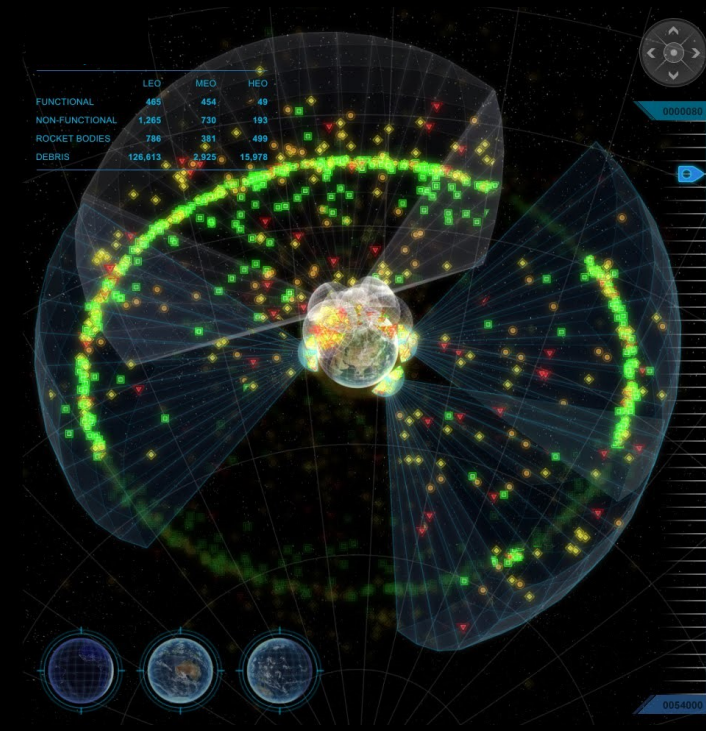 LEO MEO HEO
FUNCTIONAL 465 454 49
NON-FUNCTIONAL 1,265 730 193
ROCKET BODIES 786 381 499
DEBRIS 126,613 2,925 15,978
0000080
0054000